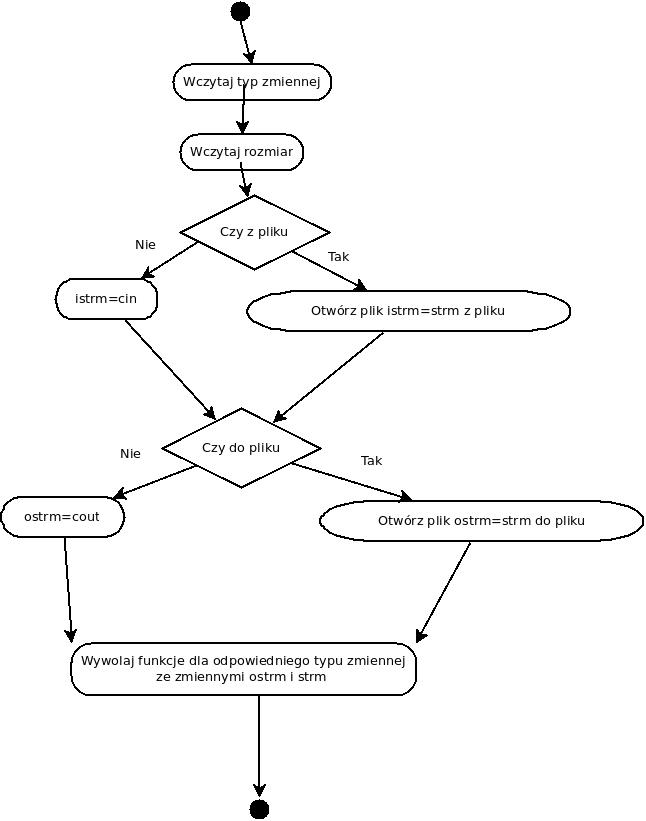 Wczytaj typ zmiennej
Wczytaj rozmiar
Czy z pliku
Nie
Tak
istrm=cin
Otwórz plik istrm=strm z pliku
Czy do pliku
Nie
Tak
ostrm=cout
Otwórz plik ostrm=strm do pliku
Wywolaj funkcje dla odpowiedniego typu zmiennej
ze zmiennymi ostrm i strm